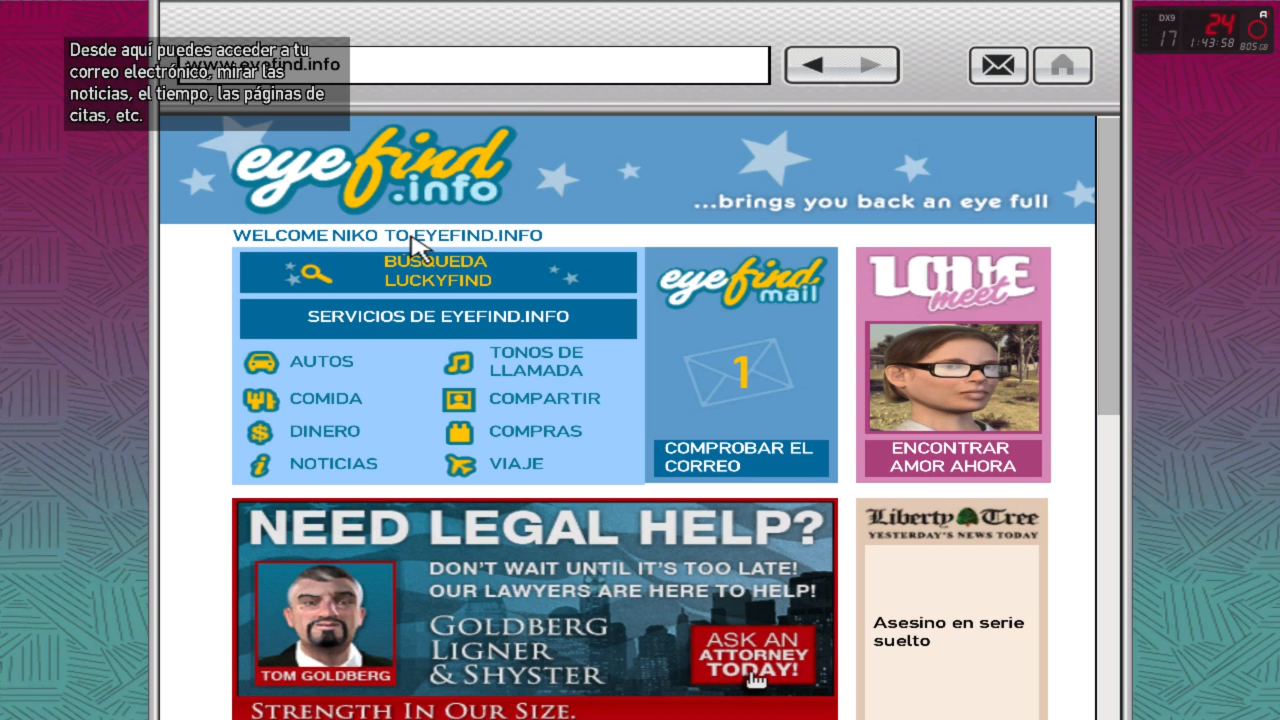 Desde aquí puedes acceder a tu
correo electrónico, mirar las
noticias, el tiempo, las páginas de
citas, etc.
www.eyefind.info
DX9
24
A
17
1:43:58
805 GB
eyefind
.info
...brings you back an eye full
WELCOME NIKO TO EYEFIND.INFO
BÚSQUEDA
LUCKYFIND
SERVICIOS DE EYEFIND.INFO
AUTOS
TONOS DE
LLAMADA
COMIDA
COMPARTIR
DINERO
COMPRAS
NOTICIAS
VIAJE
eyefind
mail
1
COMPROBAR EL
CORREO
LOVE
meet
ENCONTRAR
AMOR AHORA
NEED LEGAL HELP?
DON'T WAIT UNTIL IT'S TOO LATE!
OUR LAWYERS ARE HERE TO HELP!
GOLDBERG
LIGNER
& SHYSTER
TOM GOLDBERG
ASK AN
ATTORNEY
TODAY!
STRENGTH IN OUR SIZE.
Liberty Tree
YESTERDAY'S NEWS TODAY
Asesino en serie
suelto